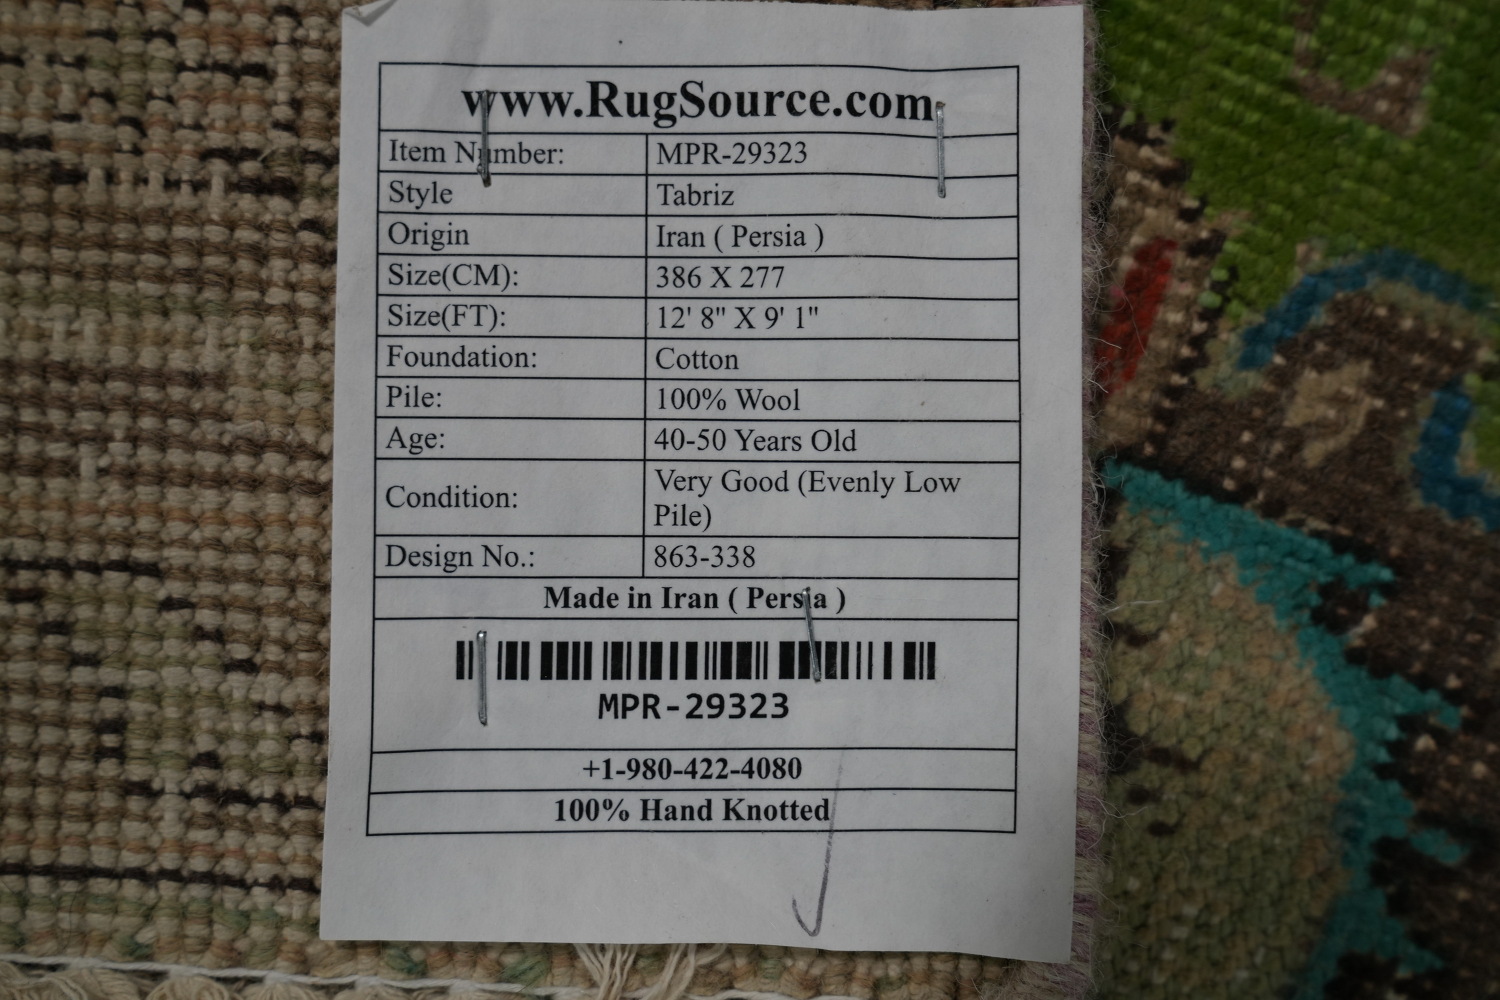 www.RugSource.com
Item Number: MPR-29323
Style Tabriz
Origin Iran ( Persia )
Size(CM): 386 X 277
Size(FT): 12' 8" X 9' 1"
Foundation: Cotton
Pile: 100% Wool
Age: 40-50 Years Old
Condition: Very Good (Evenly Low
Pile)
Design No.: 863-338
Made in Iran ( Persia )
MPR-29323
+1-980-422-4080
100% Hand Knotted